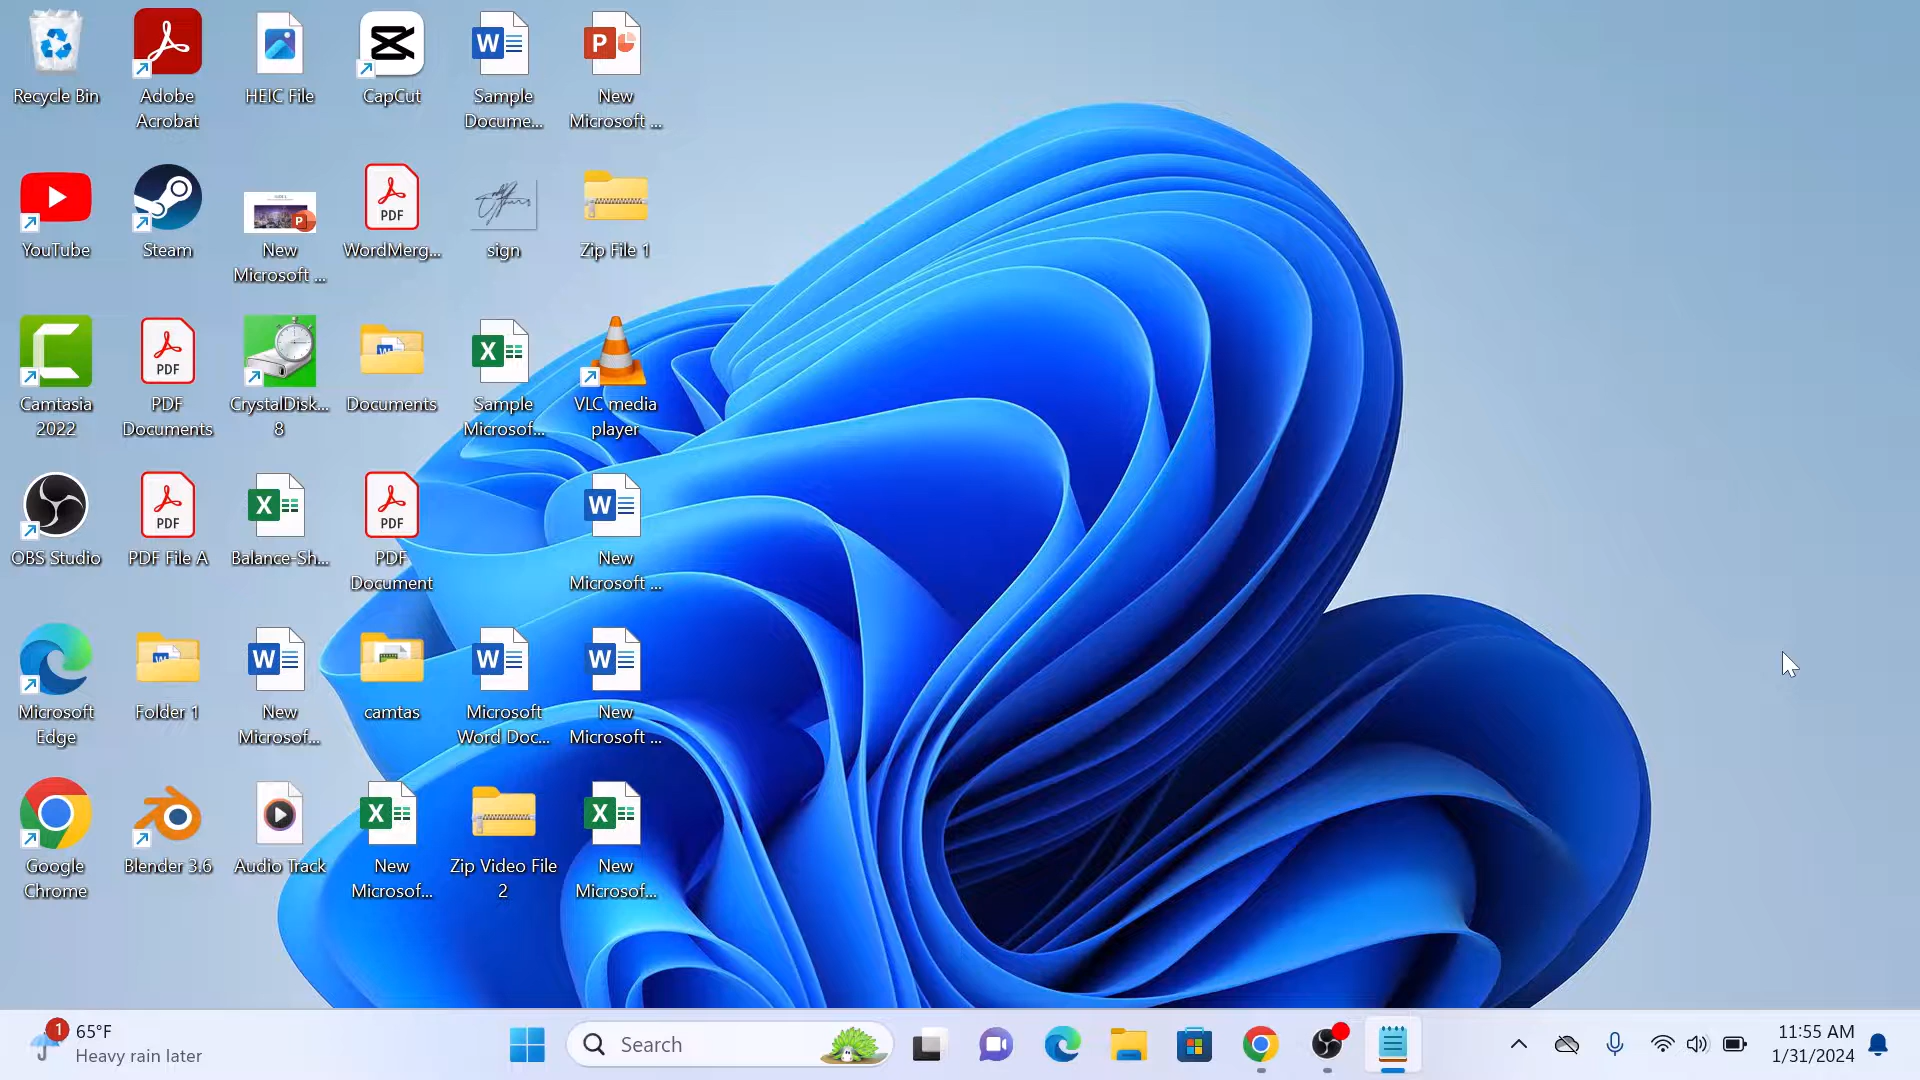 Recycle Bin
Adobe
Acrobat
HEIC File
CapCut
Sample
Docume...
New
Microsoft ...
YouTube
Steam
New
Microsoft ...
PDF
WordMerg...
sign
Zip File 1
Camtasia
2022
PDF
PDF
Documents
CrystalDisk...
8
Documents
Sample
Microsof...
VLC media
player
OBS Studio
PDF
PDF File A
Balance-Sh...
PDF
PDF
Document
New
Microsoft ...
Microsoft
Edge
Folder 1
New
Microsof...
camtas
Microsoft
Word Doc...
New
Microsoft ...
Google
Chrome
Blender 3.6
Audio Track
New
Microsof...
Zip Video File
2
New
Microsof...
1
65°F
Heavy rain later
Search
11:55 AM
1/31/2024